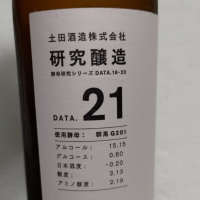 土田酒造株式会社
研究醸造
酵母研究シリーズ DATA.18-23
DATA. 21
使用酵母： 群馬G201
アルコール： 15.15
グルコース： 0.60
日本酒度： -0.20
酸度： 2.13
アミノ酸度： 2.19